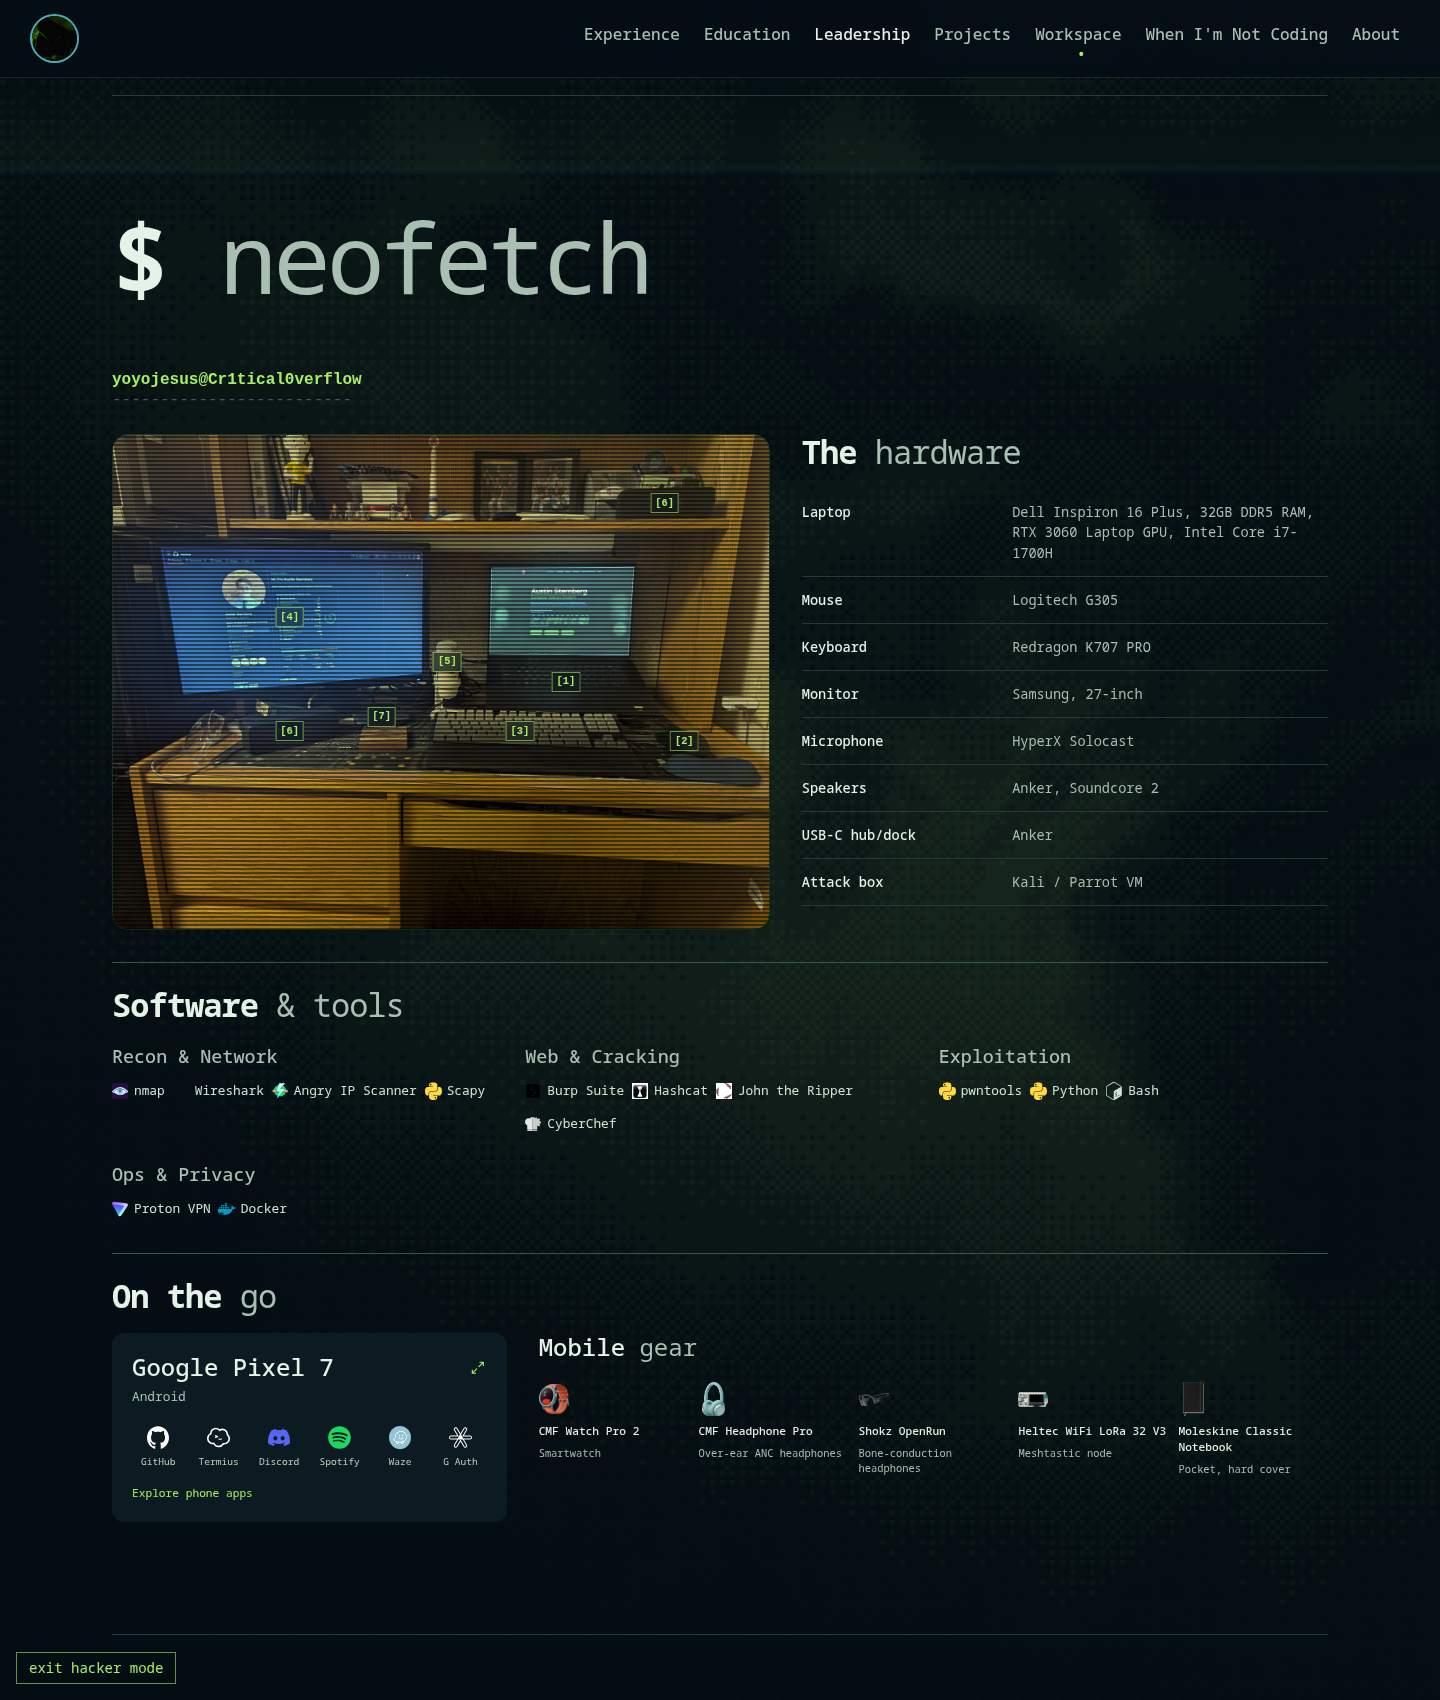 Experience Education Leadership Projects Workspace When I'm Not Coding About
$ neofetch
yoyojesus@Cr1tical0verflow
-------------------------
[6]
[4]
Austin Sternberg
[5]
[1]
[7]
[6]
[3]
[2]
The hardware
Laptop Dell Inspiron 16 Plus, 32GB DDR5 RAM,
RTX 3060 Laptop GPU, Intel Core i7-
1700H
Mouse Logitech G305
Keyboard Redragon K707 PRO
Monitor Samsung, 27-inch
Microphone HyperX Solocast
Speakers Anker, Soundcore 2
USB-C hub/dock Anker
Attack box Kali / Parrot VM
Software & tools
Recon & Network
nmap Wireshark Angry IP Scanner Scapy
Web & Cracking
Burp Suite Hashcat John the Ripper
CyberChef
Exploitation
pwntools Python Bash
Ops & Privacy
Proton VPN Docker
On the go
Google Pixel 7
Android
GitHub Termius Discord Spotify Waze G Auth
Explore phone apps
Mobile gear
CMF Watch Pro 2
Smartwatch
CMF Headphone Pro
Over-ear ANC headphones
Shokz OpenRun
Bone-conduction
headphones
Heltec WiFi LoRa 32 V3
Meshtastic node
Moleskine Classic
Notebook
Pocket, hard cover
exit hacker mode